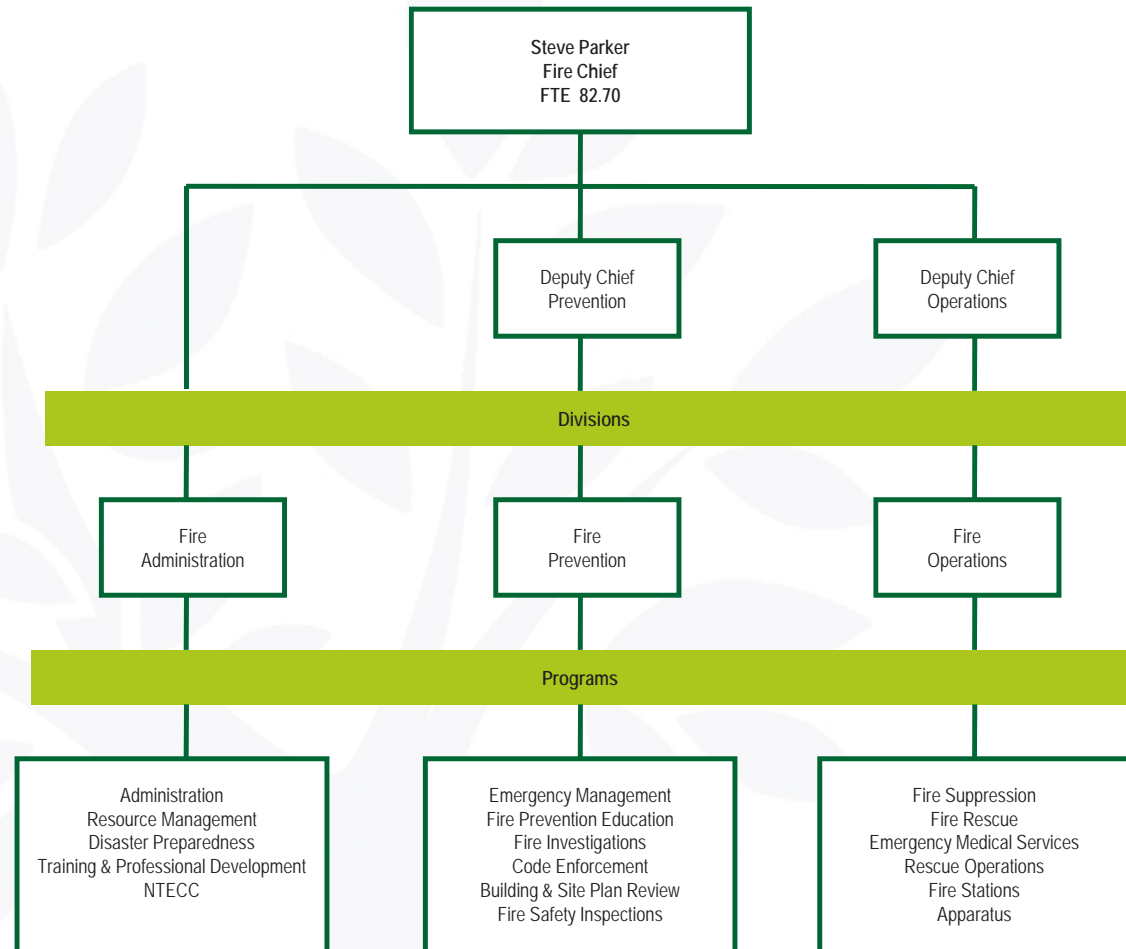 Steve Parker
Fire Chief
FTE 82.70
Deputy Chief
Prevention
Deputy Chief
Operations
Divisions
Fire
Administration
Fire
Prevention
Fire
Operations
Programs
Administration
Resource Management
Disaster Preparedness
Training & Professional Development
NTECC
Emergency Management
Fire Prevention Education
Fire Investigations
Code Enforcement
Building & Site Plan Review
Fire Safety Inspections
Fire Suppression
Fire Rescue
Emergency Medical Services
Rescue Operations
Fire Stations
Apparatus